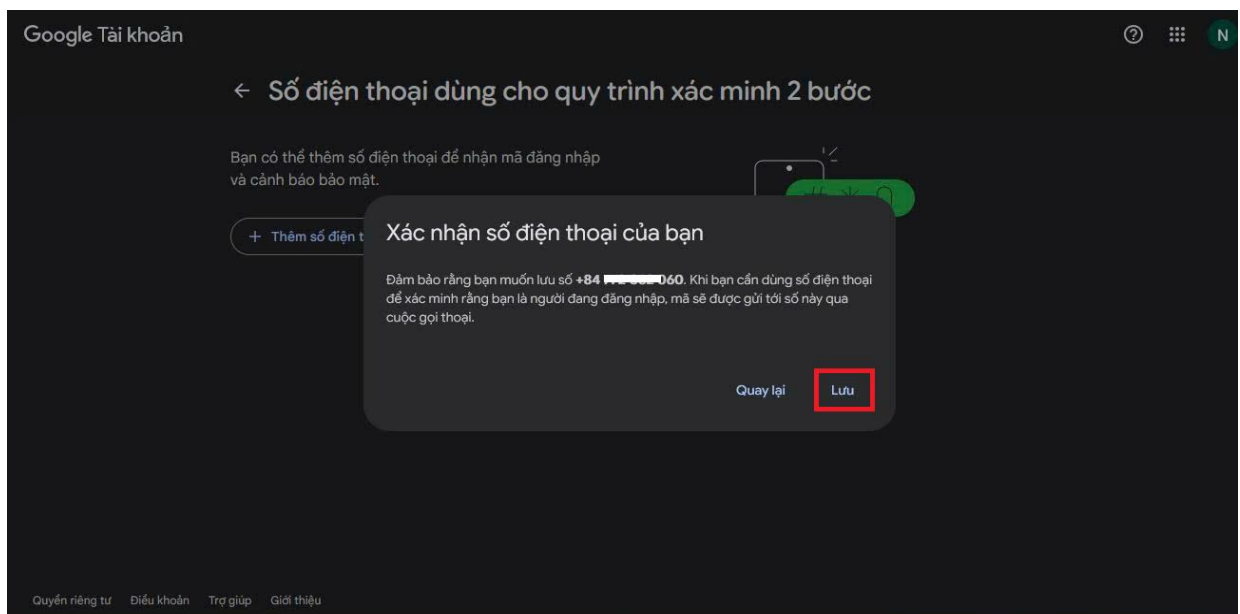 Google Tài khoản
N
← Số điện thoại dùng cho quy trình xác minh 2 bước
Bạn có thể thêm số điện thoại để nhận mã đăng nhập
và cảnh báo bảo mật.
+ Thêm số điện
Xác nhận số điện thoại của bạn
Đảm bảo rằng bạn muốn lưu số +84 060. Khi bạn cần dùng số điện thoại
để xác minh rằng bạn là người đang đăng nhập, mã sẽ được gửi tới số này qua
cuộc gọi thoại.
Quay lại Lưu
Quyền riêng tư Điều khoản Trợ giúp Giới thiệu